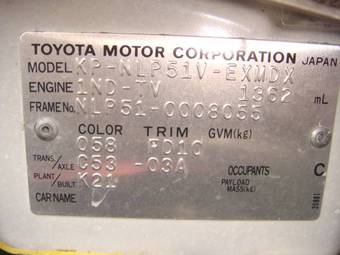 TOYOTA MOTOR CORPORATION JAPAN
MODEL KP-NLP51V-EXMDX
ENGINE 1ND-TV 1362 mL
FRAME No. NLP51-0008055
COLOR TRIM GVM(kg)
058 FD10
TRANS/AXLE C53 -03A OCCUPANTS C
PLANT/BUILT K21 PAYLOAD MASS(kg)
CAR NAME